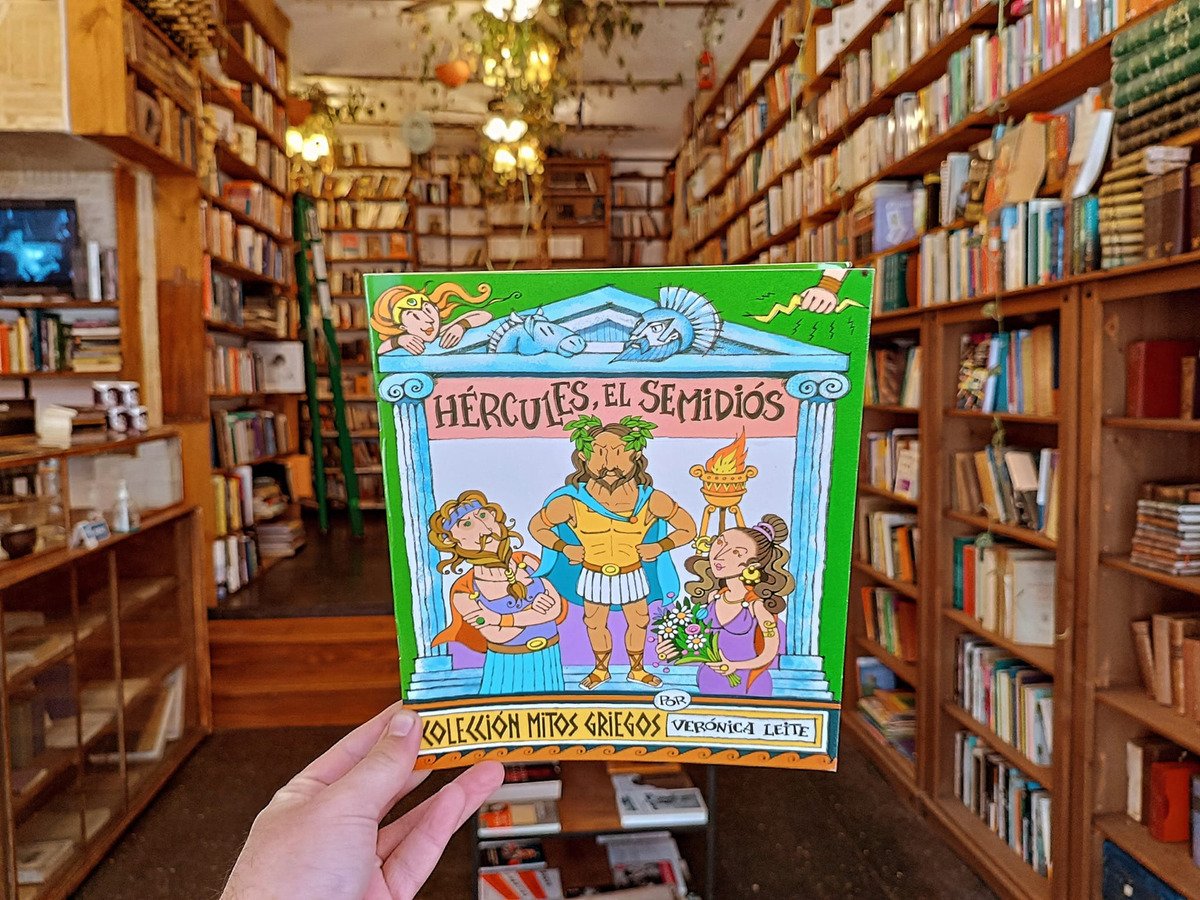 HÉRCULES, EL SEMIDIÓS
POR
COLECCIÓN MITOS GRIEGOS
VERÓNICA LEITE